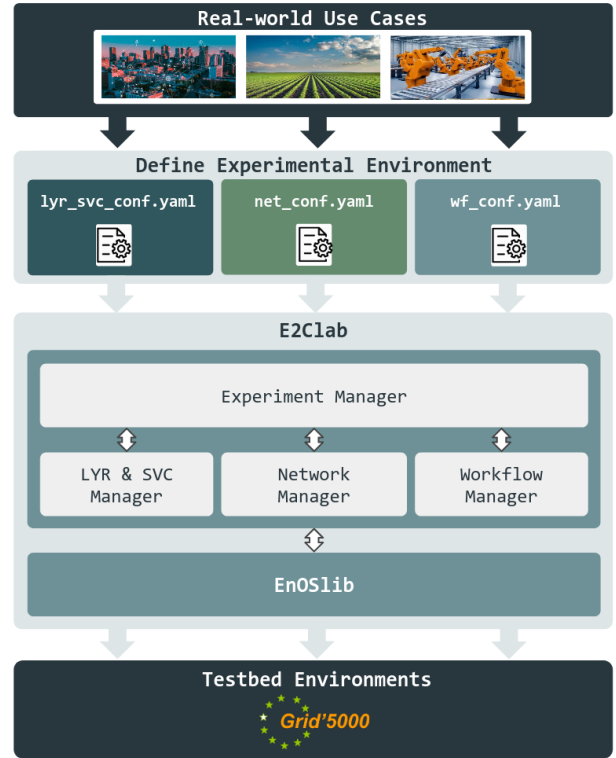 Real-world Use Cases
Define Experimental Environment
lyr_svc_conf.yaml
net_conf.yaml
wf_conf.yaml
E2Clab
Experiment Manager
LYR & SVC
Manager
Network
Manager
Workflow
Manager
EnOSlib
Testbed Environments
Grid'5000